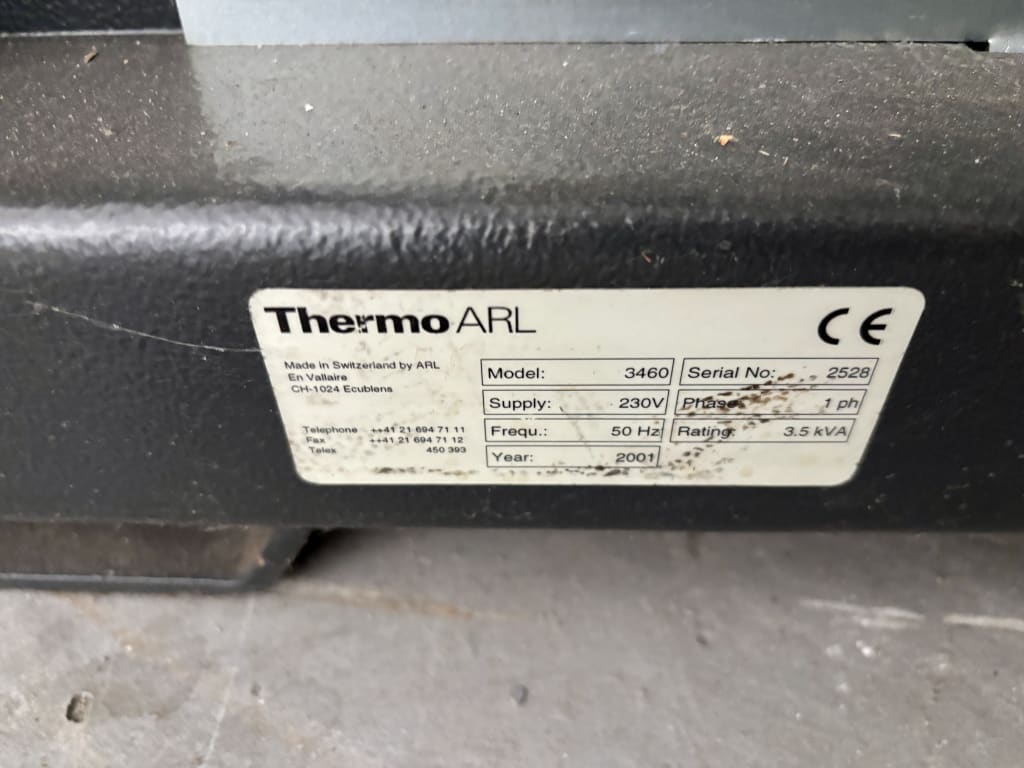 Thermo ARL
CE
Made in Switzerland by ARL
En Vallaire
CH-1024 Ecublens
Telephone ++41 21 694 71 11
Fax ++41 21 694 71 12
Telex 450 393
Model: 3460
Serial No: 2528
Supply: 230V
Phase: 1 ph
Frequ.: 50 Hz
Rating: 3.5 kVA
Year: 2001